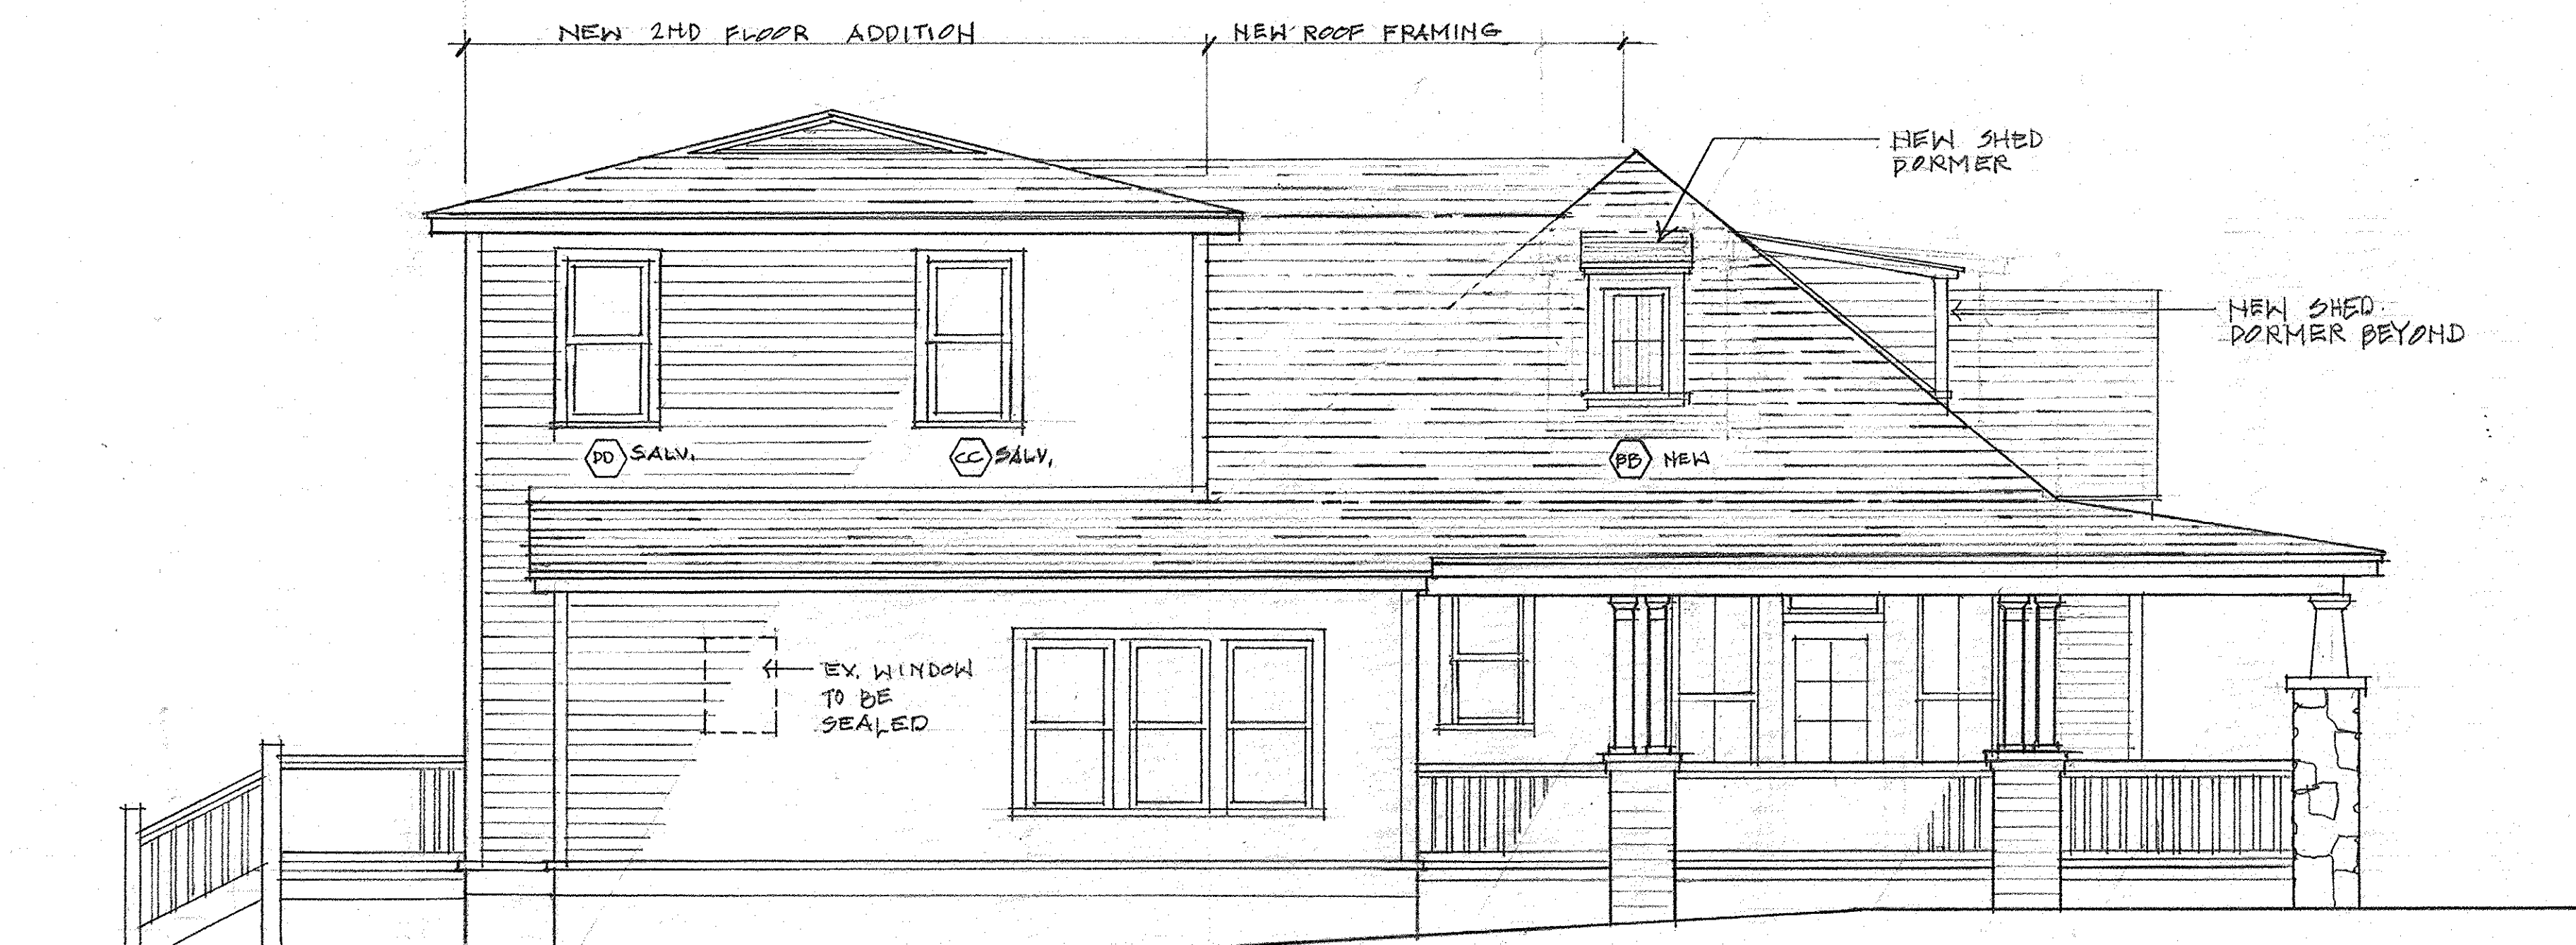 NEW 2ND FLOOR ADDITION
NEW ROOF FRAMING
NEW SHED
DORMER
NEW SHED
DORMER BEYOND
DD SALV.
CC SALV.
BB NEW
EX. WINDOW
TO BE
SEALED